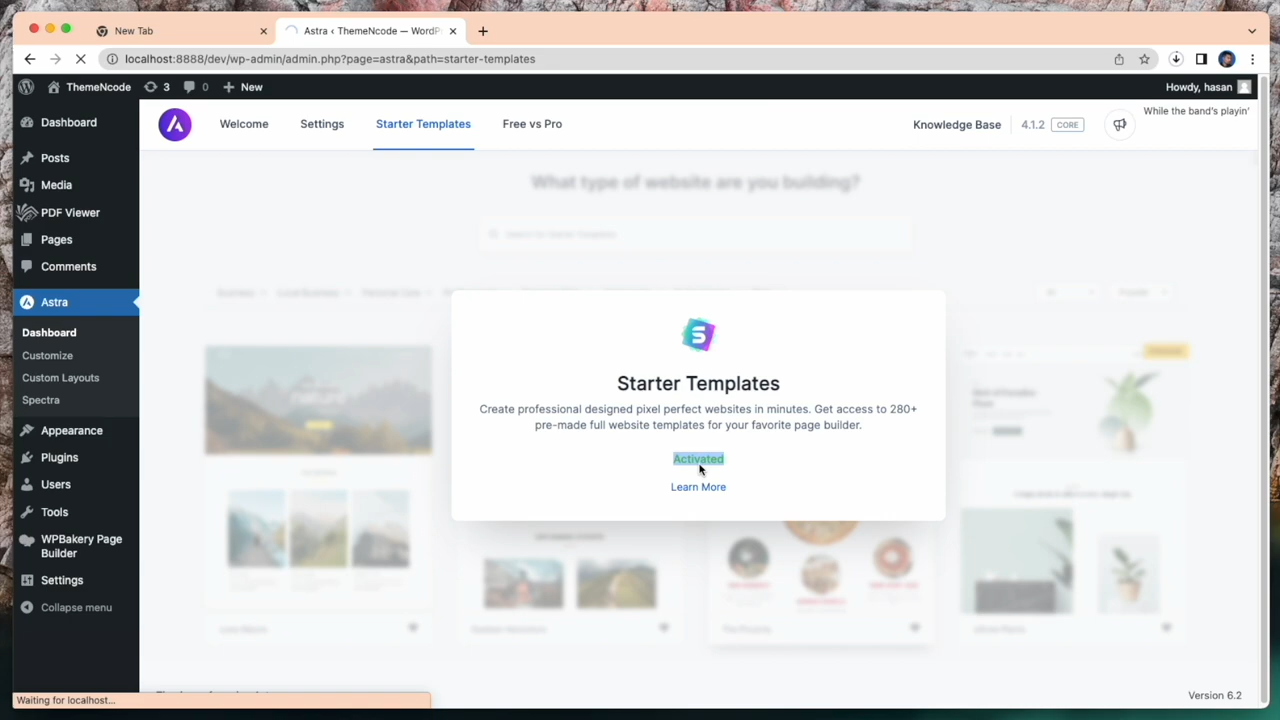 New Tab
Astra ‹ ThemeNcode — WordPr
localhost:8888/dev/wp-admin/admin.php?page=astra&path=starter-templates
ThemeNcode
3
0
New
Howdy, hasan
Dashboard
Posts
Media
PDF Viewer
Pages
Comments
Astra
Dashboard
Customize
Custom Layouts
Spectra
Appearance
Plugins
Users
Tools
WPBakery Page
Builder
Settings
Collapse menu
Welcome
Settings
Starter Templates
Free vs Pro
Knowledge Base
4.1.2
CORE
While the band's playin'
What type of website are you building?
Search for Starter Templates
Starter Templates
Create professional designed pixel perfect websites in minutes. Get access to 280+
pre-made full website templates for your favorite page builder.
Activated
Learn More
Waiting for localhost...
Version 6.2